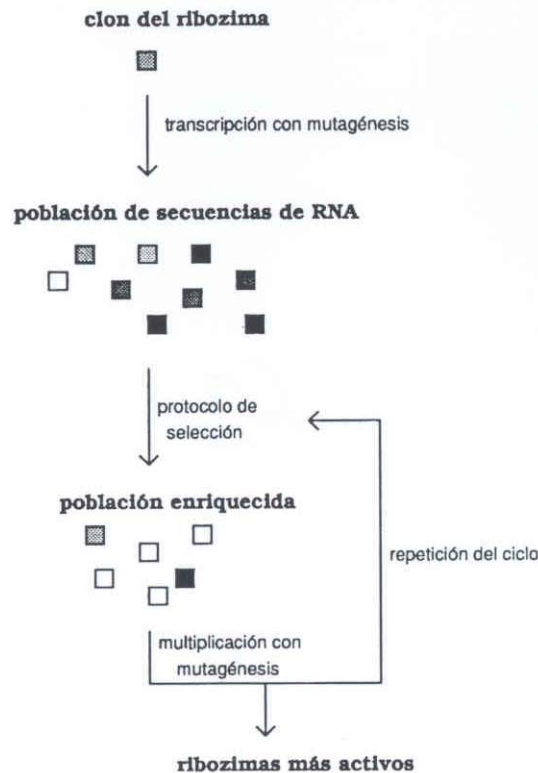 clon del ribozima
transcripción con mutagénesis
población de secuencias de RNA
protocolo de
selección
población enriquecida
repetición del ciclo
multiplicación con
mutagénesis
ribozimas más activos